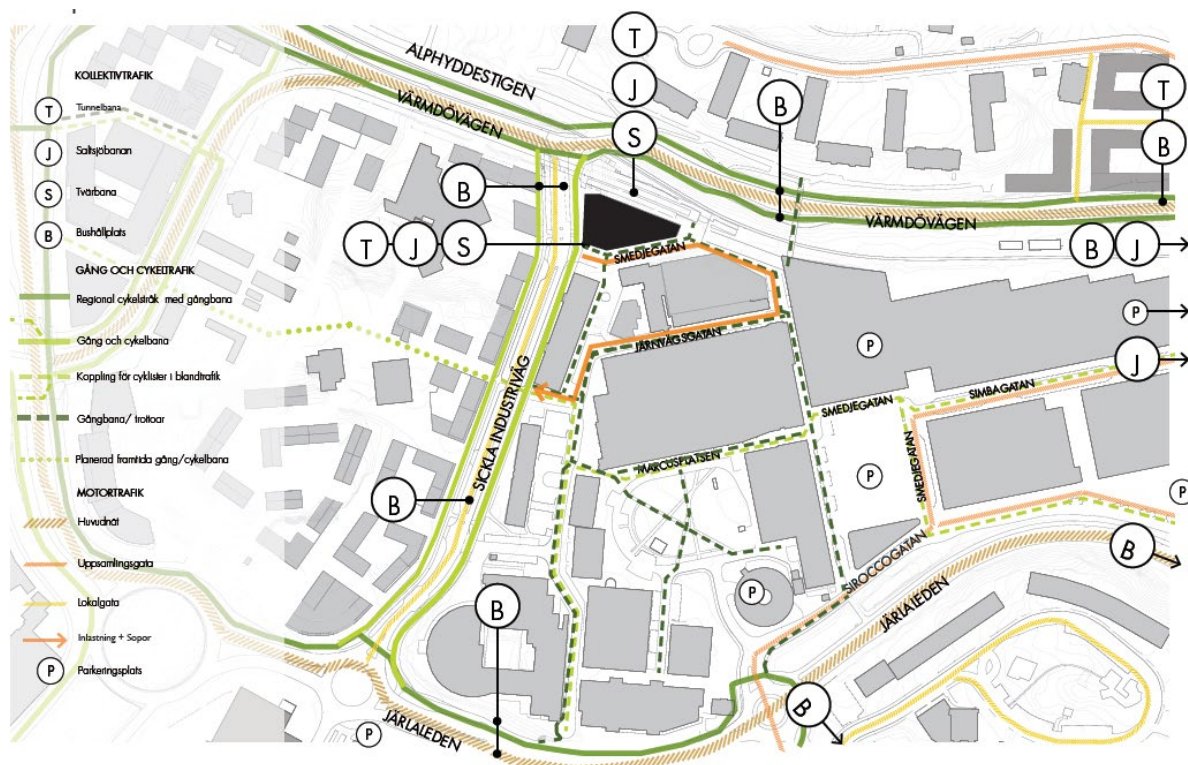 KOLLEKTIVTRAFIK
T Tunnelbana
J Saltsjöbanan
S Tvärbana
B Bushållplats
GÅNG OCH CYKELTRAFIK
Regional cykelstråk med gångbana
Gång och cykelbana
Koppling för cyklister i blandtrafik
Gångbana/ trottoar
Planerad framtida gång/cykelbana
MOTORTRAFIK
Huvudnät
Uppsamlingsgata
Lokalgata
Inlastning + Sopor
P Parkeringsplats
ALPHYDDESTIGEN
VÄRMDÖVÄGEN
T
J
S
B
T
B
VÄRMDÖVÄGEN
B
T J S
B J
SMEDJEGATAN
P
JÄRNVÄGSGATAN
P
J
SIMBAGATAN
SMEDJEGATAN
SMEDJEGATAN
SICKLA INDUSTRIVÄG
MARCUSPLATSEN
B
P
P
B
SIROCCOGATAN
JÄRLALEDEN
P
B
B
JÄRLALEDEN
P